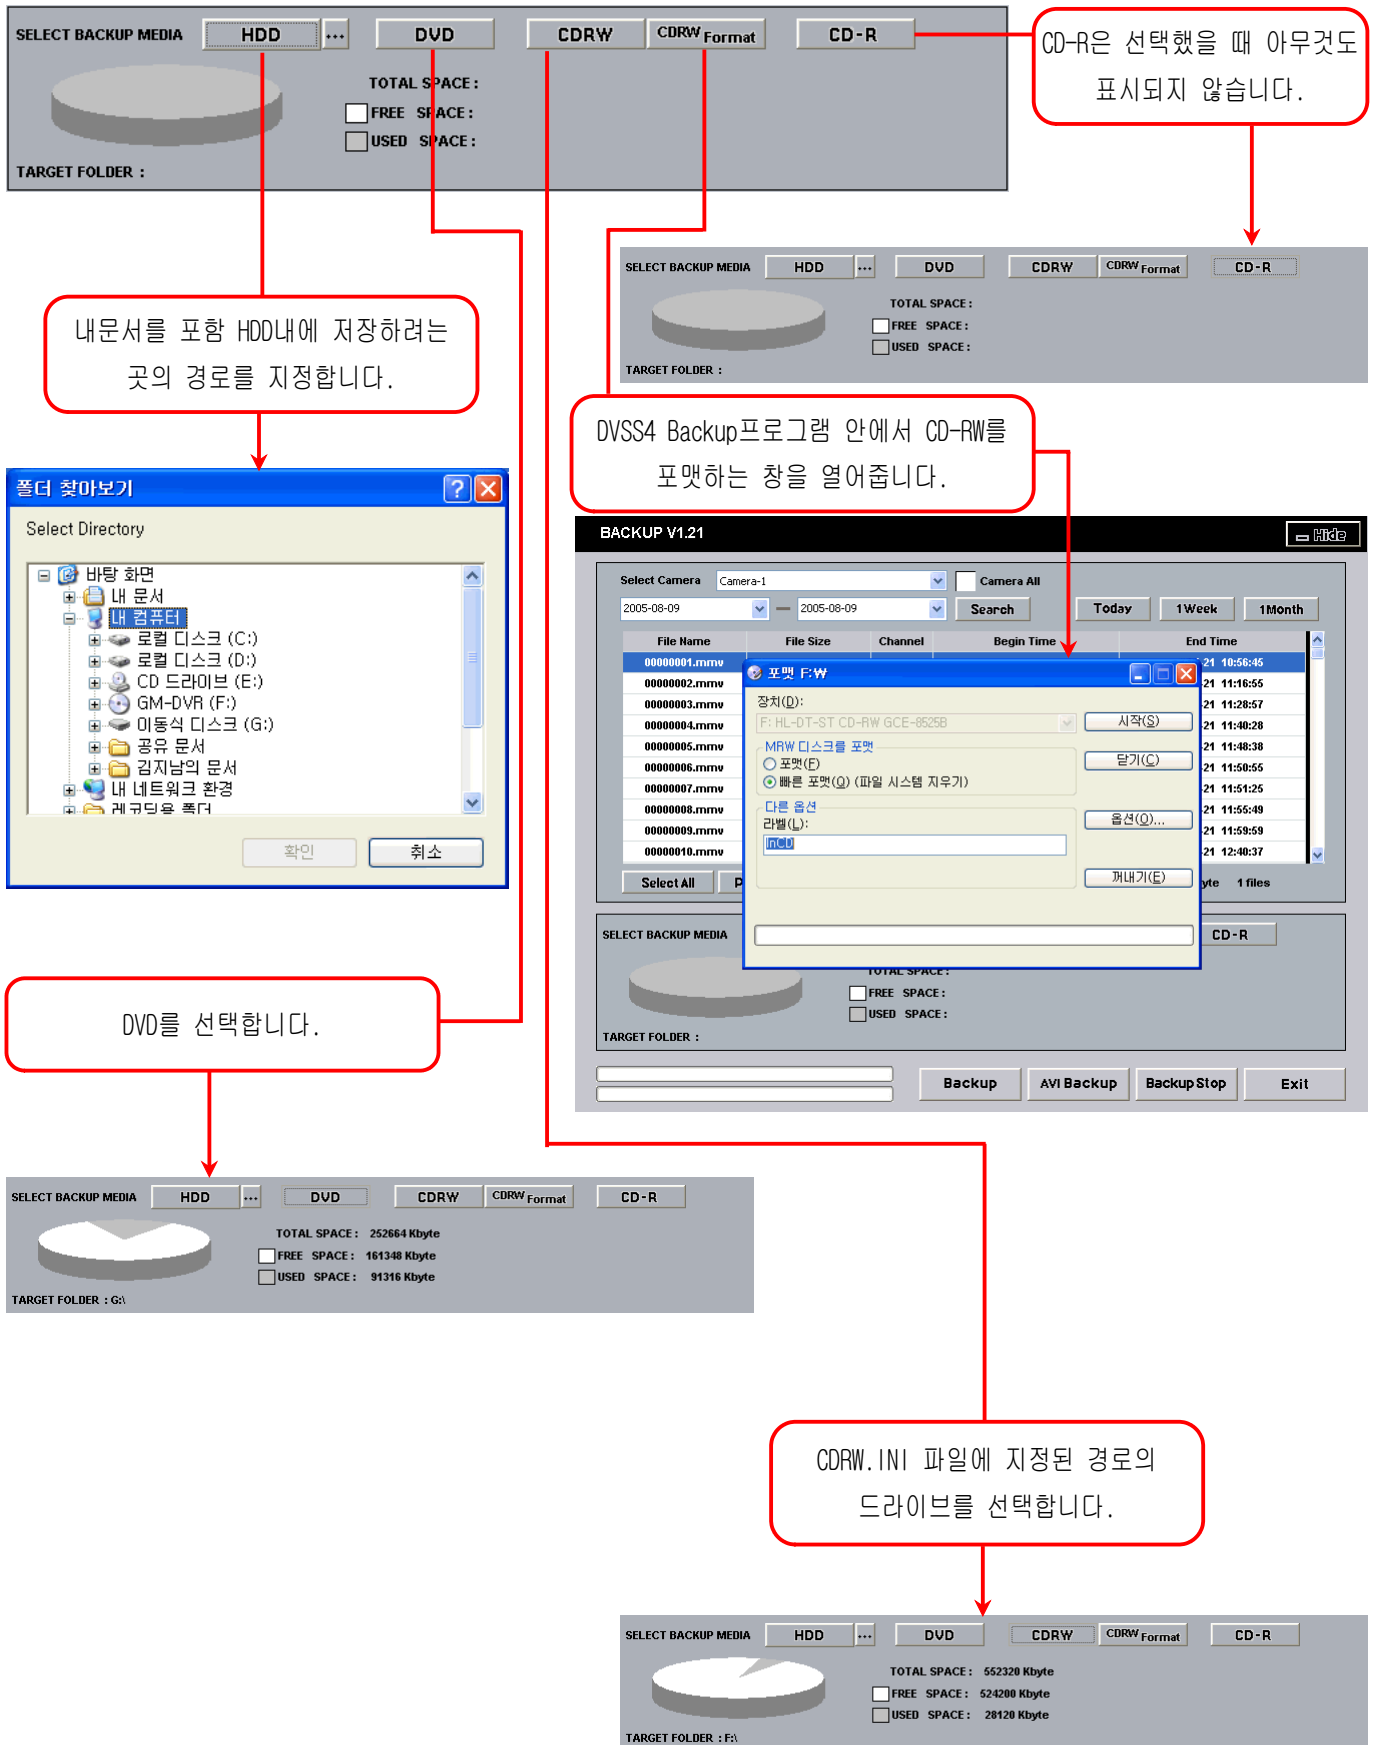 SELECT BACKUP MEDIA HDD ... DVD CDRW CDRW Format CD-R
TOTAL SPACE :
FREE SPACE :
USED SPACE :
TARGET FOLDER :
CD-R은 선택했을 때 아무것도
표시되지 않습니다.
SELECT BACKUP MEDIA HDD ... DVD CDRW CDRW Format CD-R
TOTAL SPACE :
FREE SPACE :
USED SPACE :
TARGET FOLDER :
내문서를 포함 HDD내에 저장하려는
곳의 경로를 지정합니다.
폴더 찾아보기
Select Directory
바탕 화면
내 문서
내 컴퓨터
로컬 디스크 (C:)
로컬 디스크 (D:)
CD 드라이브 (E:)
GM-DVR (F:)
이동식 디스크 (G:)
공유 문서
김지남의 문서
내 네트워크 환경
레코딩용 폴더
확인 취소
DVSS4 Backup프로그램 안에서 CD-RW를
포맷하는 창을 열어줍니다.
BACKUP V1.21 Hide
Select Camera Camera-1 Camera All
2005-08-09 — 2005-08-09 Search Today 1Week 1Month
File Name File Size Channel Begin Time End Time
00000001.mmv 21 10:56:45
00000002.mmv 21 11:16:55
00000003.mmv 21 11:28:57
00000004.mmv 21 11:40:28
00000005.mmv 21 11:48:38
00000006.mmv 21 11:50:55
00000007.mmv 21 11:51:25
00000008.mmv 21 11:55:49
00000009.mmv 21 11:59:59
00000010.mmv 21 12:40:37
Select All P yte 1 files
포맷 F:₩
장치(D):
F: HL-DT-ST CD-RW GCE-8525B 시작(S)
MRW 디스크를 포맷
포맷(F) 닫기(C)
빠른 포맷(Q) (파일 시스템 지우기)
다른 옵션
라벨(L): 옵션(O)...
InCD
꺼내기(E)
SELECT BACKUP MEDIA CD-R
TOTAL SPACE :
FREE SPACE :
USED SPACE :
TARGET FOLDER :
Backup AVI Backup Backup Stop Exit
DVD를 선택합니다.
SELECT BACKUP MEDIA HDD ... DVD CDRW CDRW Format CD-R
TOTAL SPACE : 252664 Kbyte
FREE SPACE : 161348 Kbyte
USED SPACE : 91316 Kbyte
TARGET FOLDER : G:\
CDRW.INI 파일에 지정된 경로의
드라이브를 선택합니다.
SELECT BACKUP MEDIA HDD ... DVD CDRW CDRW Format CD-R
TOTAL SPACE : 552320 Kbyte
FREE SPACE : 524200 Kbyte
USED SPACE : 28120 Kbyte
TARGET FOLDER : F:\